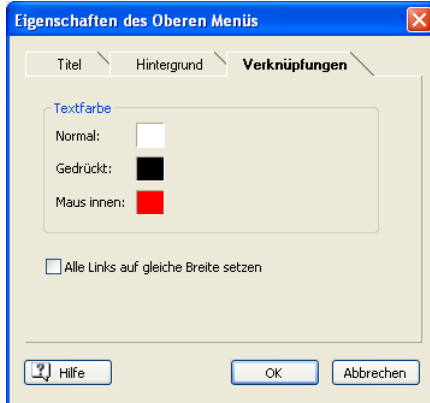 Eigenschaften des Oberen Menüs
Titel Hintergrund Verknüpfungen
Textfarbe
Normal:
Gedrückt:
Maus innen:
Alle Links auf gleiche Breite setzen
Hilfe OK Abbrechen